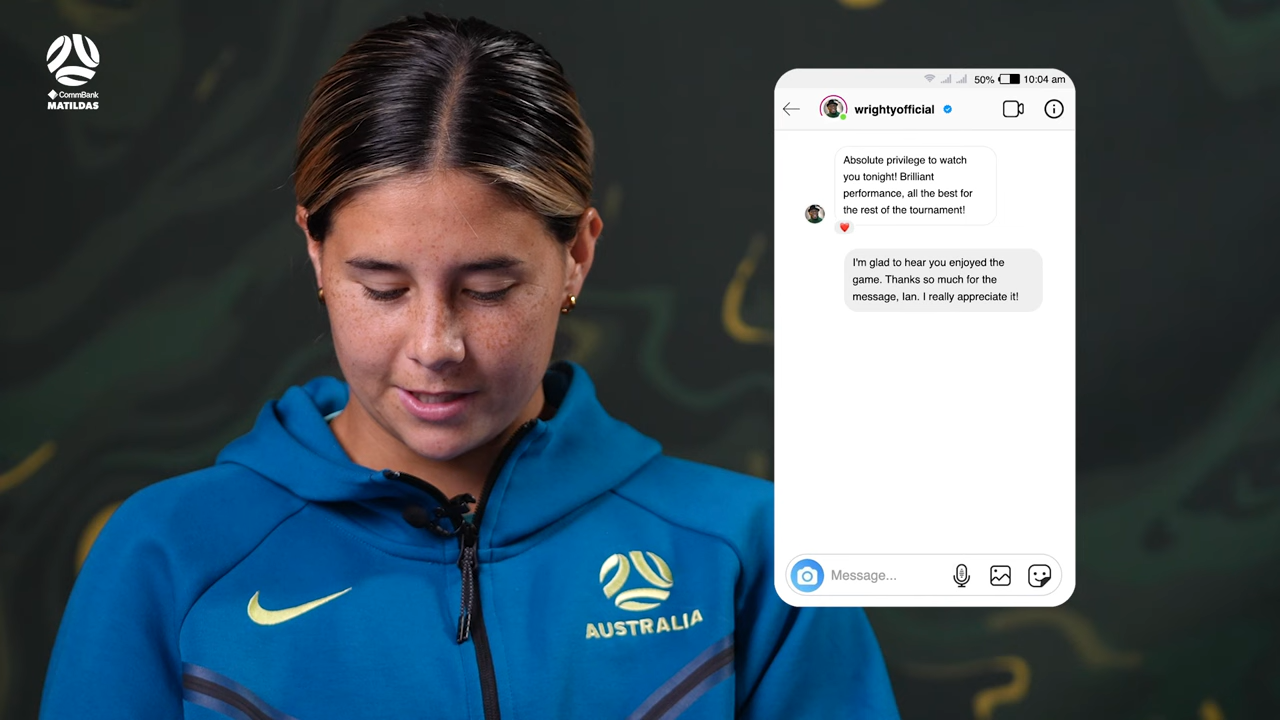 CommBank
MATILDAS
50% 10:04 am
wrightyofficial
Absolute privilege to watch
you tonight! Brilliant
performance, all the best for
the rest of the tournament!
I'm glad to hear you enjoyed the
game. Thanks so much for the
message, Ian. I really appreciate it!
Message...
AUSTRALIA